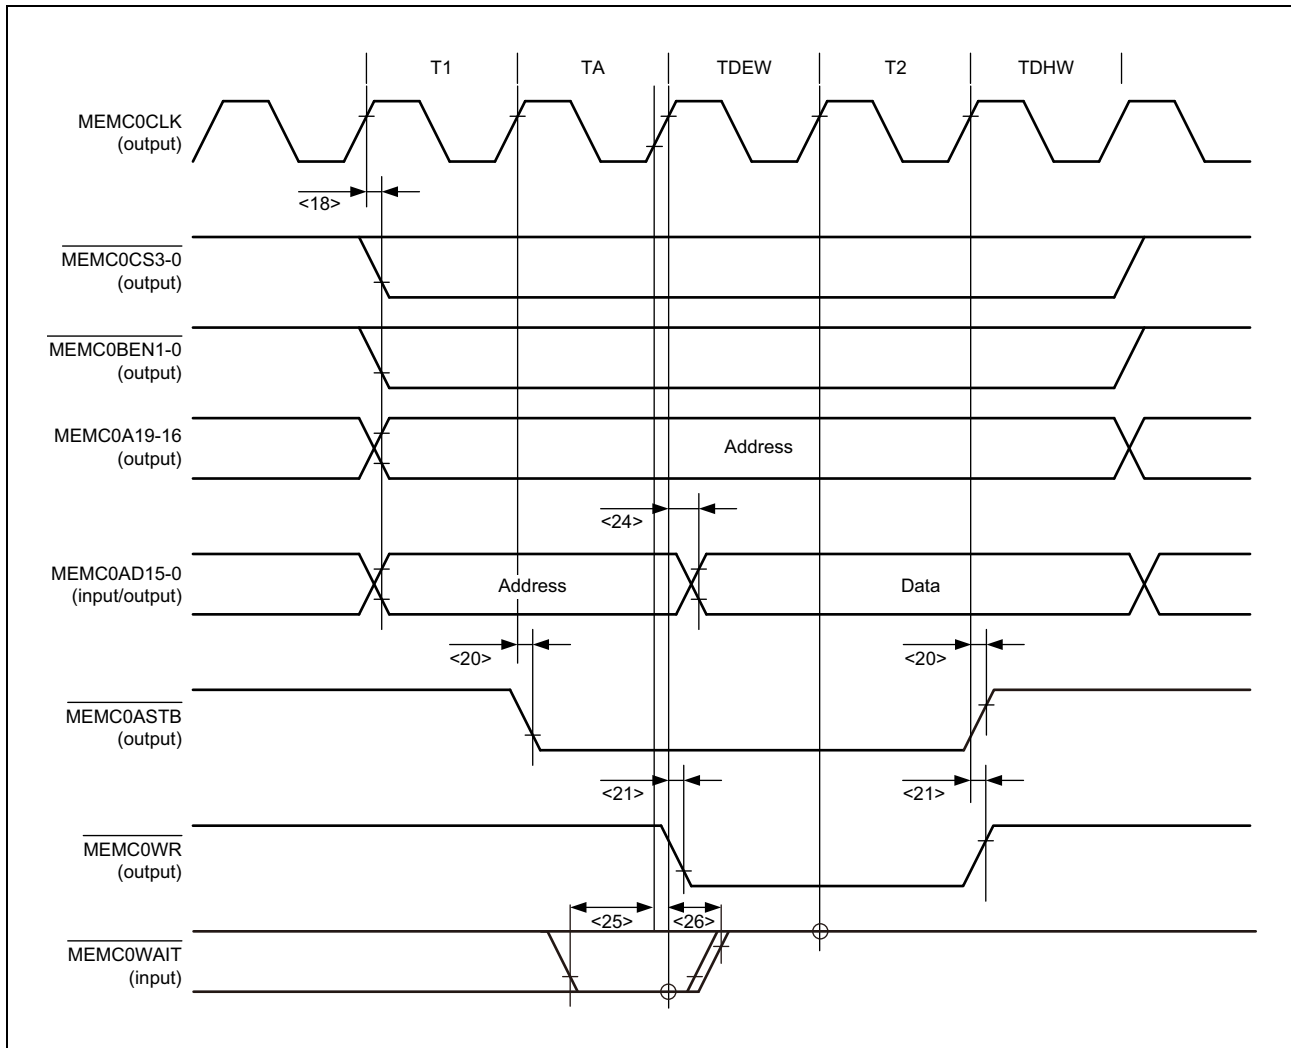 T1 TA TDEW T2 TDHW
MEMC0CLK
(output)
<18>
MEMC0CS3-0
(output)
MEMC0BEN1-0
(output)
MEMC0A19-16
(output)
Address
<24>
MEMC0AD15-0
(input/output)
Address Data
<20> <20>
MEMC0ASTB
(output)
<21> <21>
MEMC0WR
(output)
<25> <26>
MEMC0WAIT
(input)